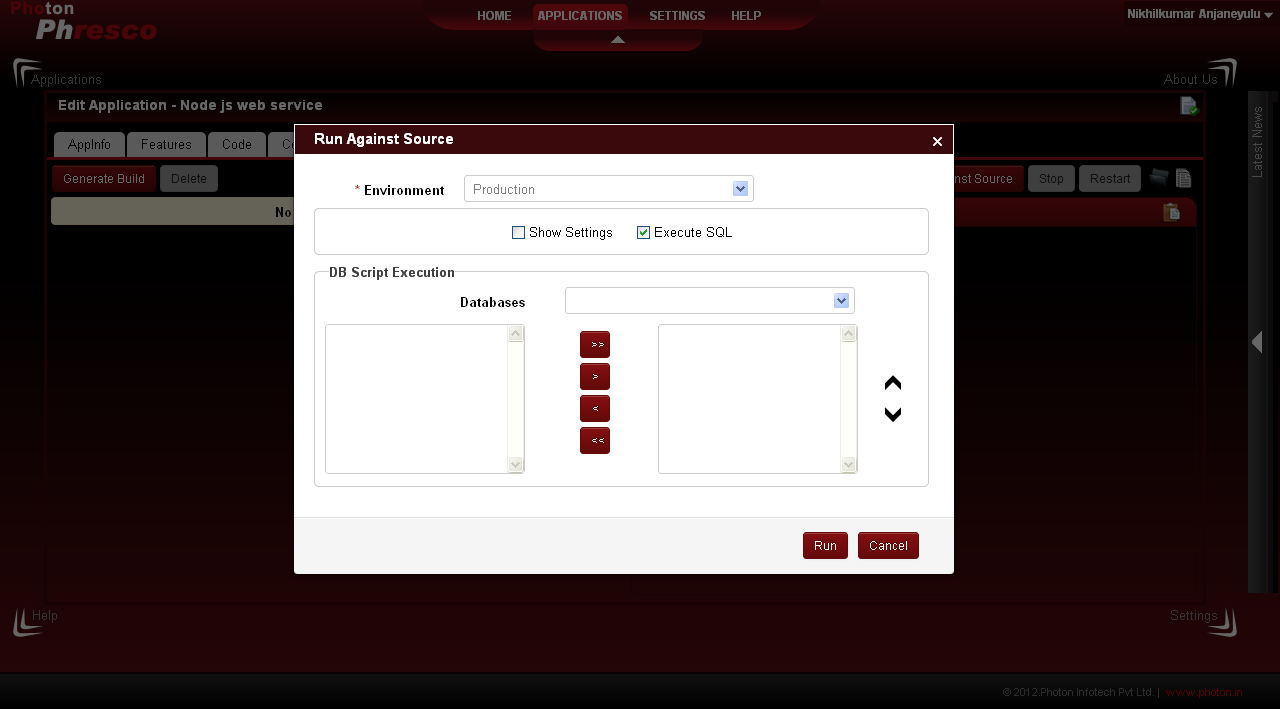 Photon
Phresco
HOME APPLICATIONS SETTINGS HELP
Nikhilkumar Anjaneyulu
Applications
About Us
Edit Application - Node js web service
AppInfo Features Code
Latest News
Run Against Source
Generate Build Delete
Source Stop Restart
No
* Environment Production
Show Settings Execute SQL
DB Script Execution
Databases
>>
>
<
<<
Run Cancel
Help
Settings
© 2012.Photon Infotech Pvt Ltd. | www.photon.in